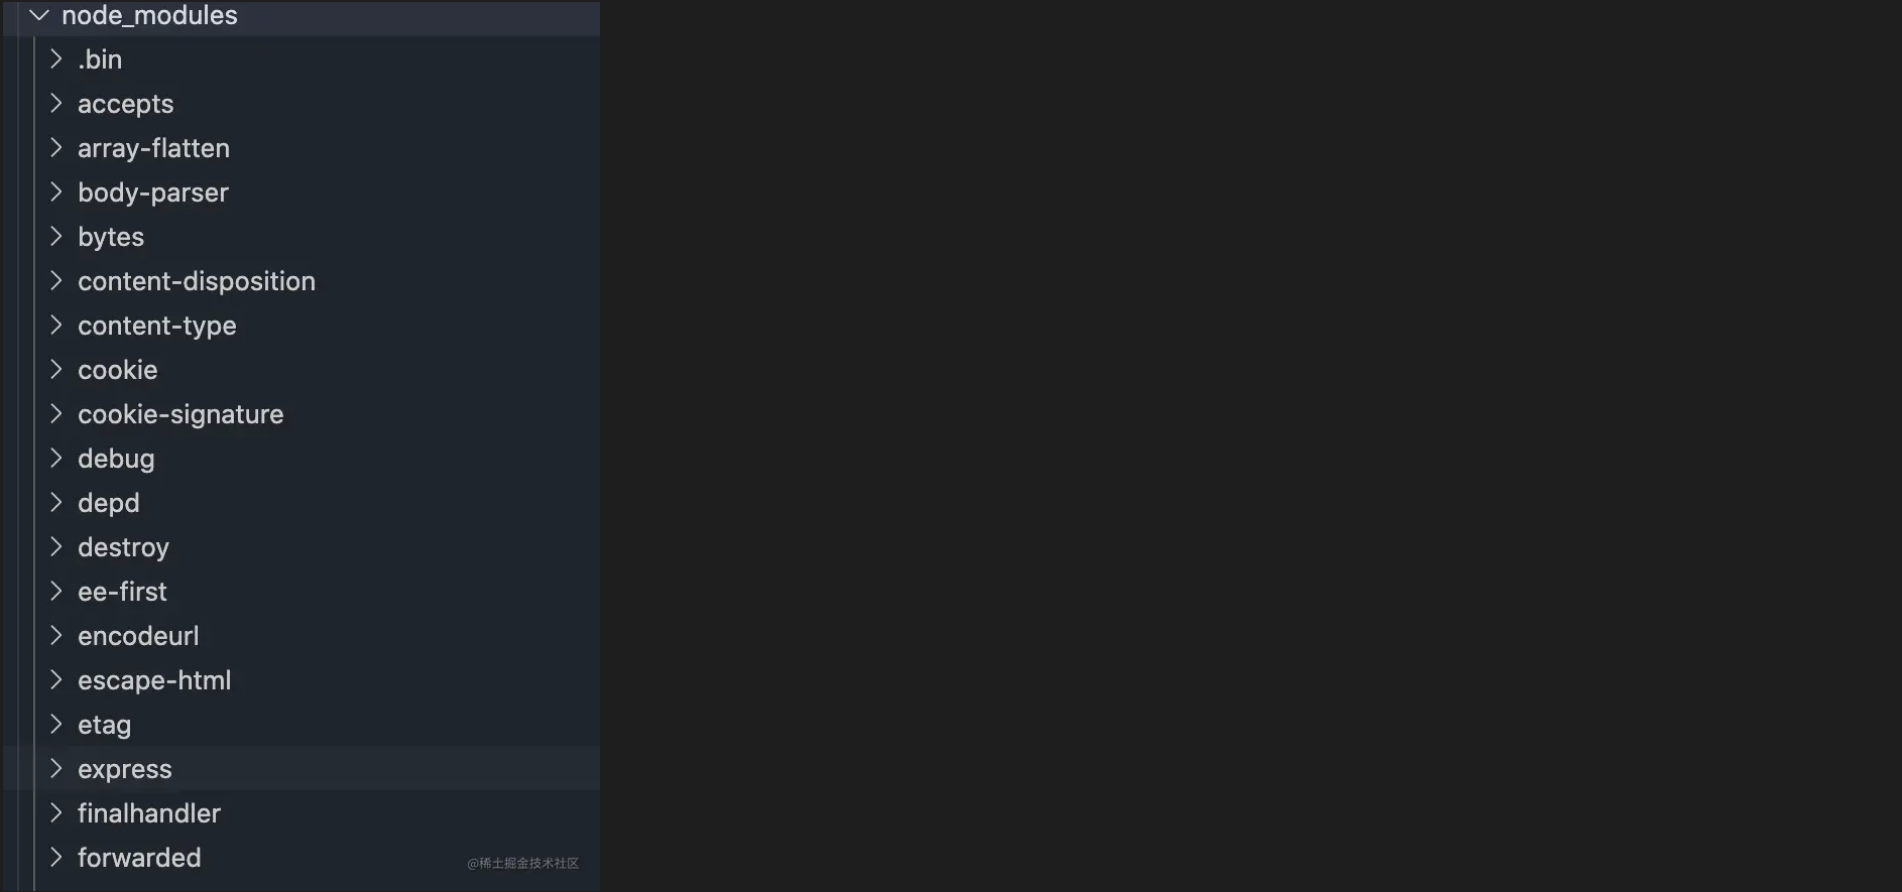 node_modules
.bin
accepts
array-flatten
body-parser
bytes
content-disposition
content-type
cookie
cookie-signature
debug
depd
destroy
ee-first
encodeurl
escape-html
etag
express
finalhandler
forwarded
@稀土掘金技术社区